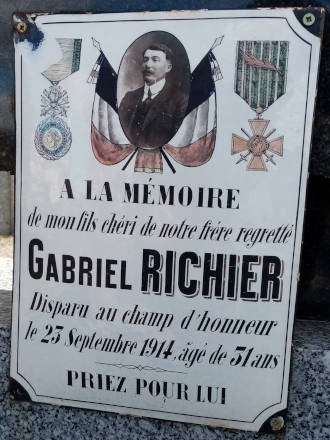 A LA MÉMOIRE
de mon fils chéri de notre frère regretté
GABRIEL RICHIER
Disparu au champ d'honneur
le 23 Septembre 1914, âgé de 31 ans
PRIEZ POUR LUI